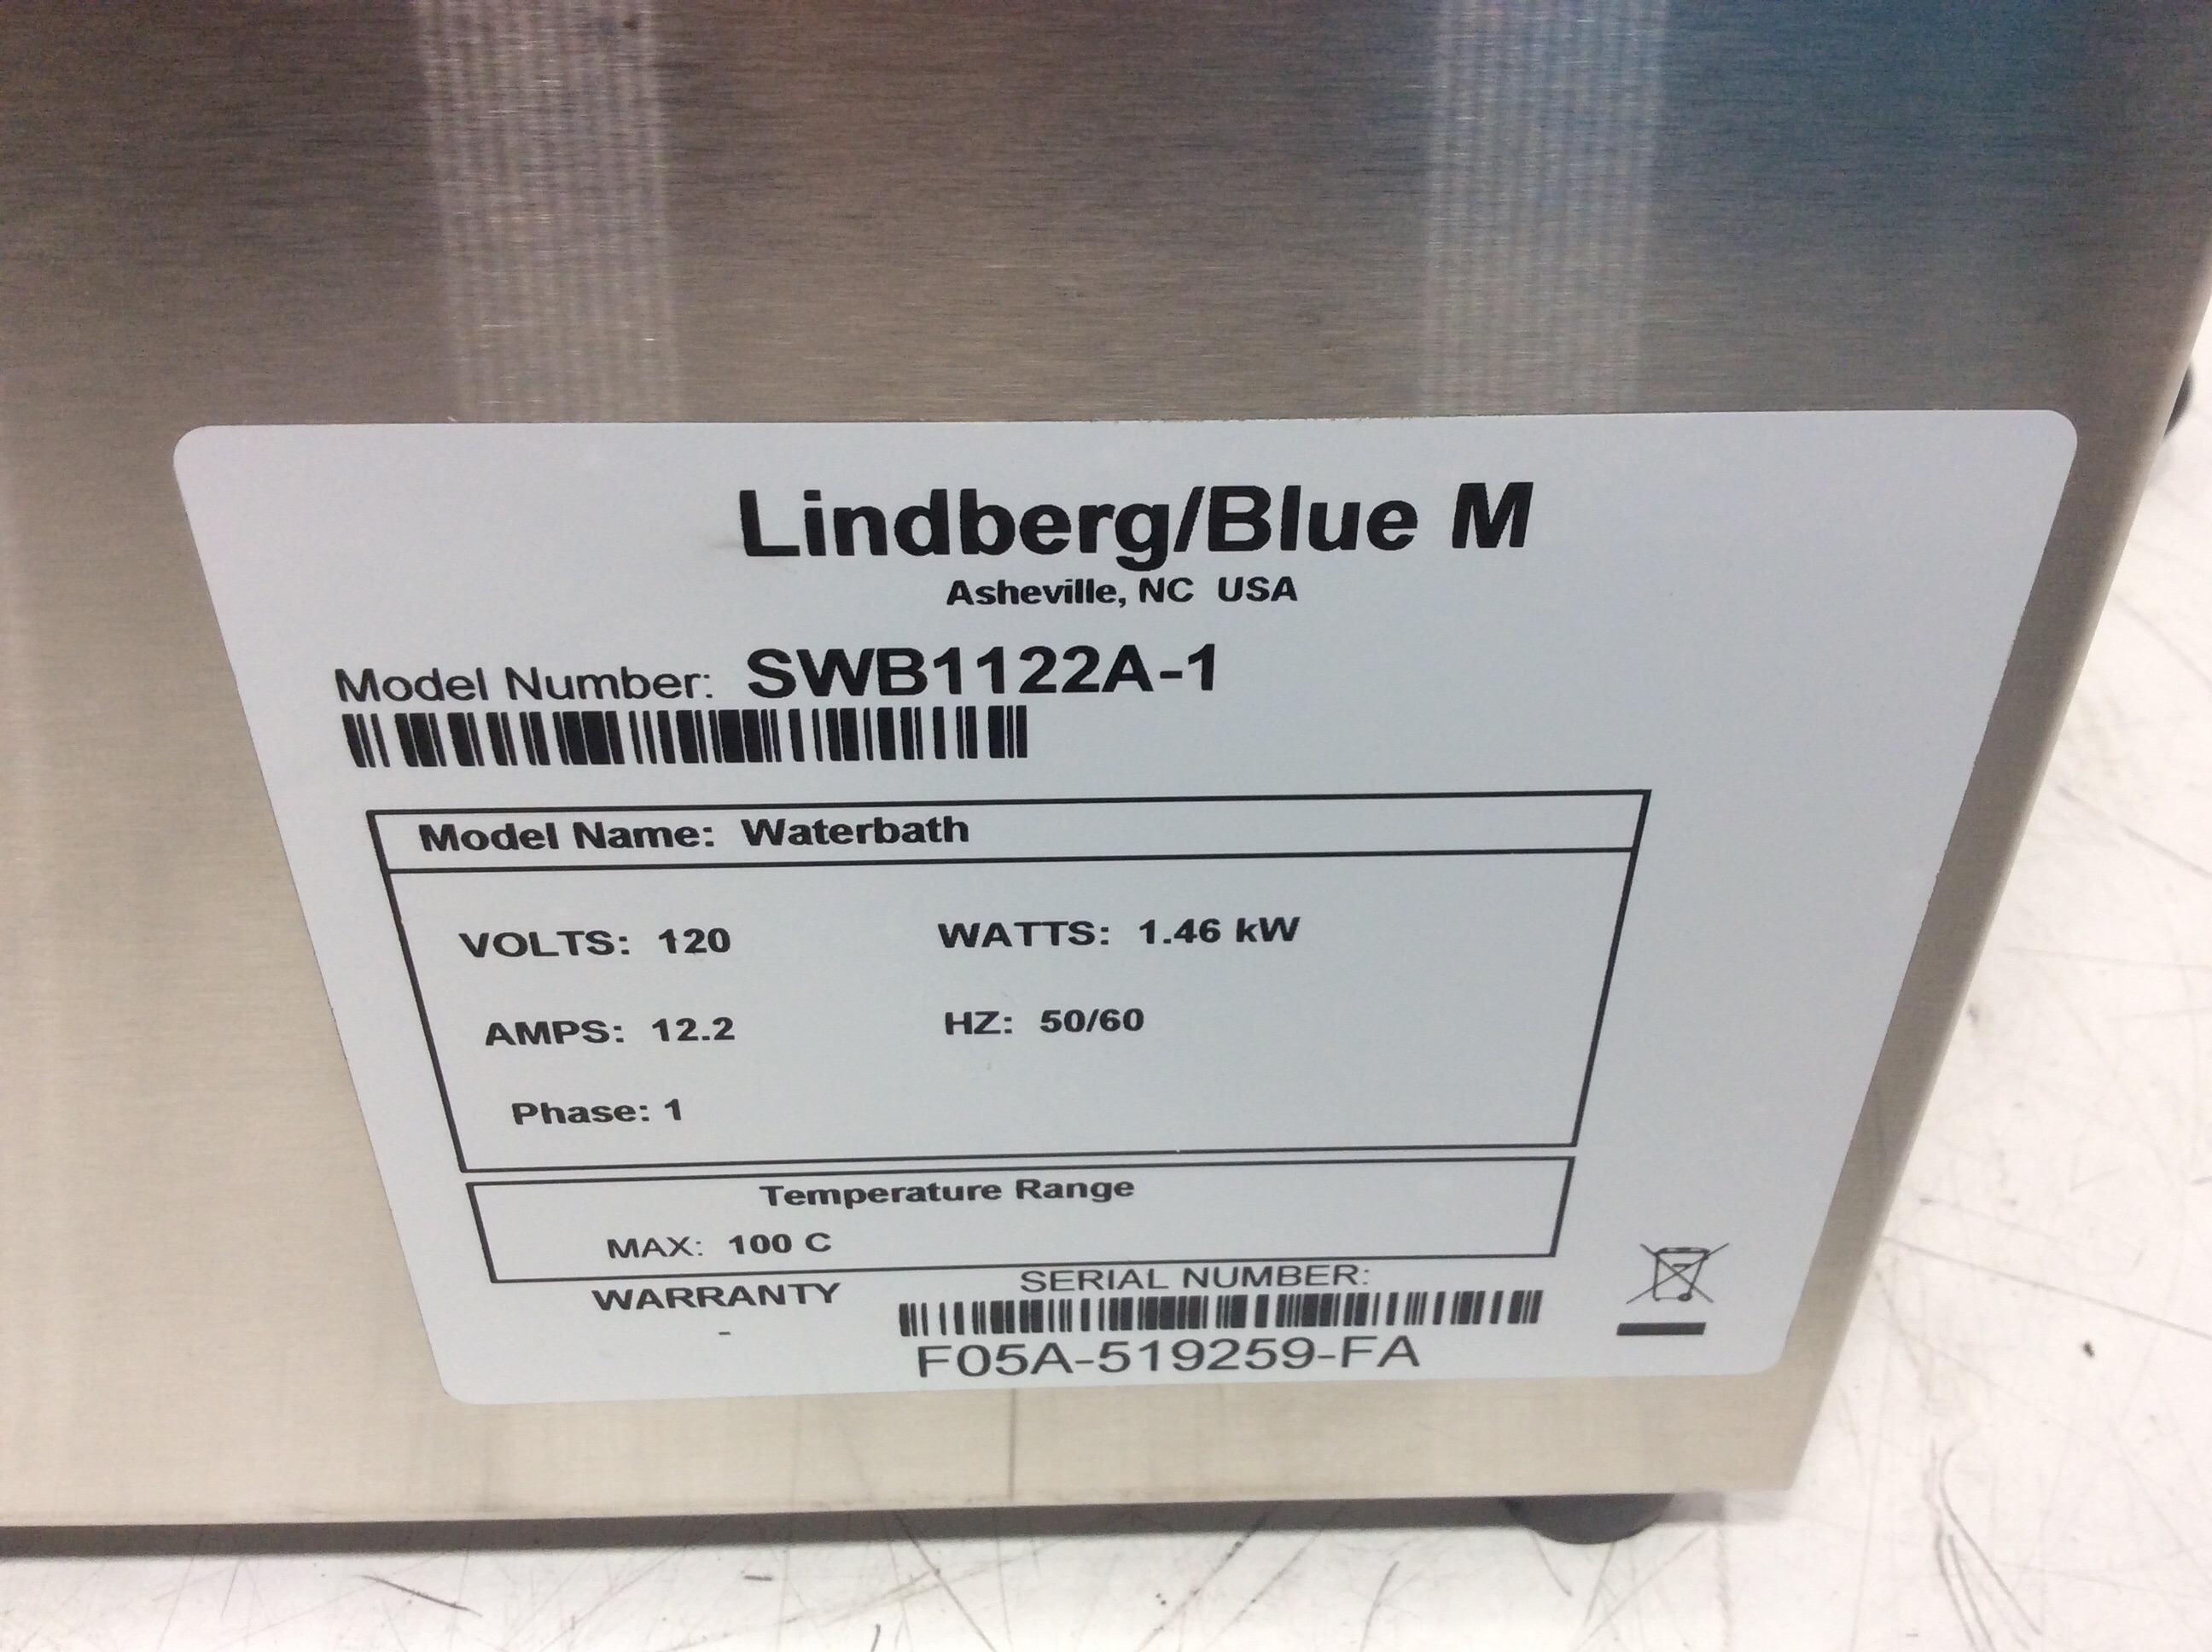 Lindberg/Blue M
Asheville, NC USA
Model Number: SWB1122A-1
Model Name: Waterbath
VOLTS: 120 WATTS: 1.46 kW
AMPS: 12.2 HZ: 50/60
Phase: 1
Temperature Range
MAX: 100 C
WARRANTY SERIAL NUMBER:
-
F05A-519259-FA